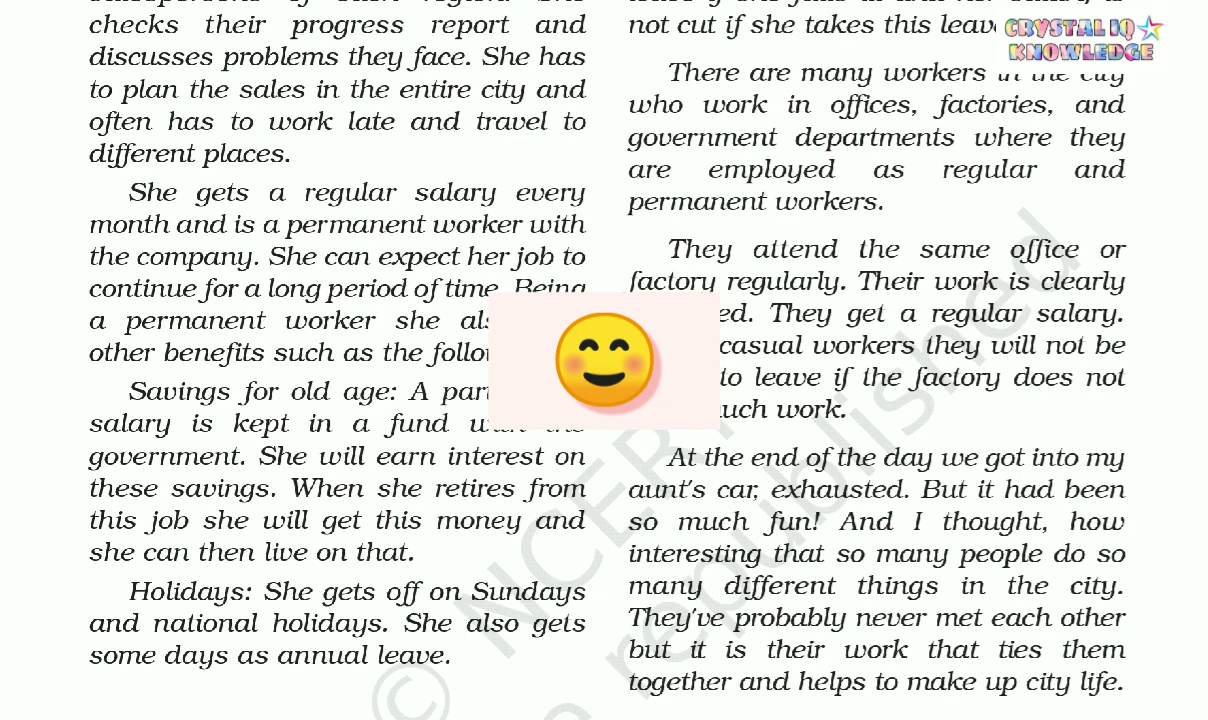 checks their progress report and
discusses problems they face. She has
to plan the sales in the entire city and
often has to work late and travel to
different places.
She gets a regular salary every
month and is a permanent worker with
the company. She can expect her job to
continue for a long period of time. Being
a permanent worker she
other benefits such as the
Savings for old age: A
salary is kept in a fund with the
government. She will earn interest on
these savings. When she retires from
this job she will get this money and
she can then live on that.
Holidays: She gets off on Sundays
and national holidays. She also gets
some days as annual leave.
not cut if she takes this
CRYSTAL IQ
KNOWLEDGE
There are many workers in the city
who work in offices, factories, and
government departments where they
are employed as regular and
permanent workers.
They attend the same office or
factory regularly. Their work is clearly
They get a regular salary.
casual workers they will not be
to leave if the factory does not
work.
At the end of the day we got into my
aunt's car, exhausted. But it had been
so much fun! And I thought, how
interesting that so many people do so
many different things in the city.
They've probably never met each other
but it is their work that ties them
together and helps to make up city life.
© NCERT
republished